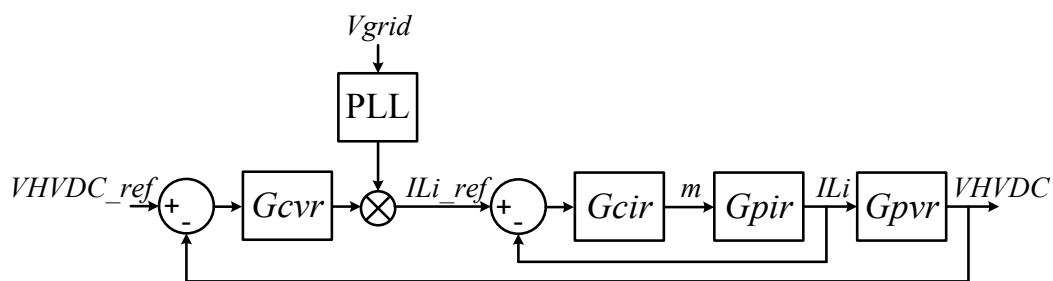 Vgrid
PLL
VHVDC_ref
+
-
Gcvr
ILi_ref
+
-
Gcir
m
Gpir
ILi
Gpvr
VHVDC